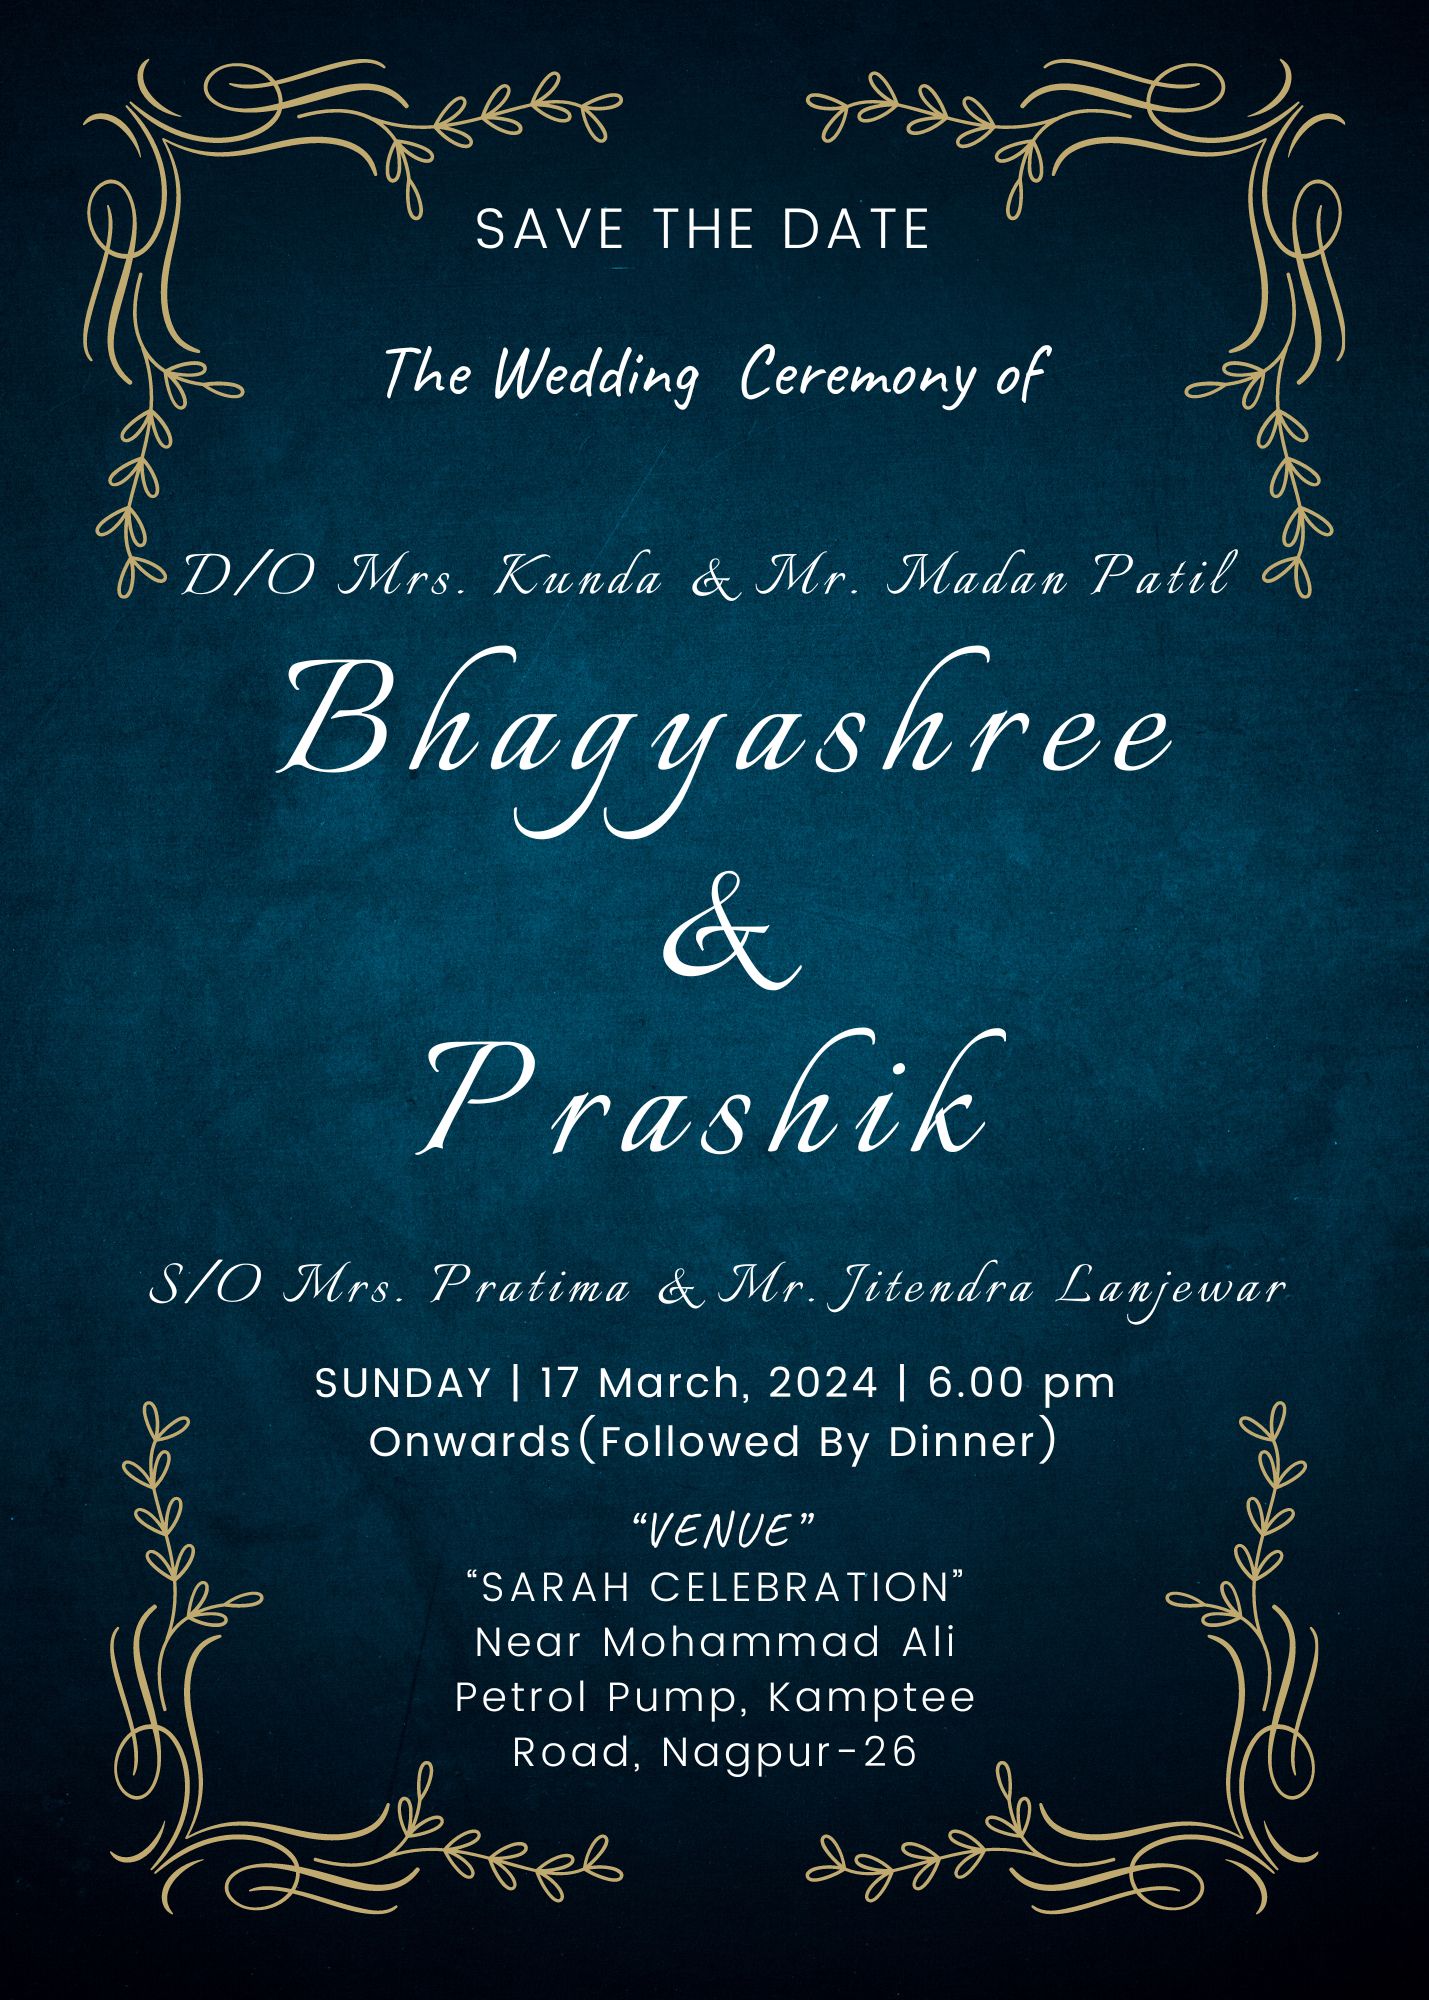 SAVE THE DATE
The Wedding Ceremony of
D/O Mrs. Kunda & Mr. Madan Patil
Bhagyashree
&
Prashik
S/O Mrs. Pratima & Mr. Jitendra Lanjewar
SUNDAY | 17 March, 2024 | 6.00 pm
Onwards(Followed By Dinner)
“VENUE”
“SARAH CELEBRATION”
Near Mohammad Ali
Petrol Pump, Kamptee
Road, Nagpur-26